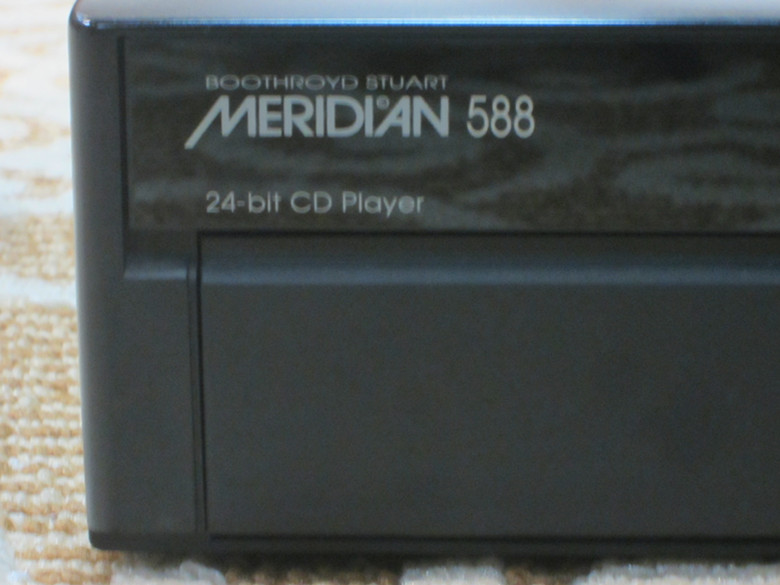 BOOTHROYD STUART
MERIDIAN 588
24-bit CD Player